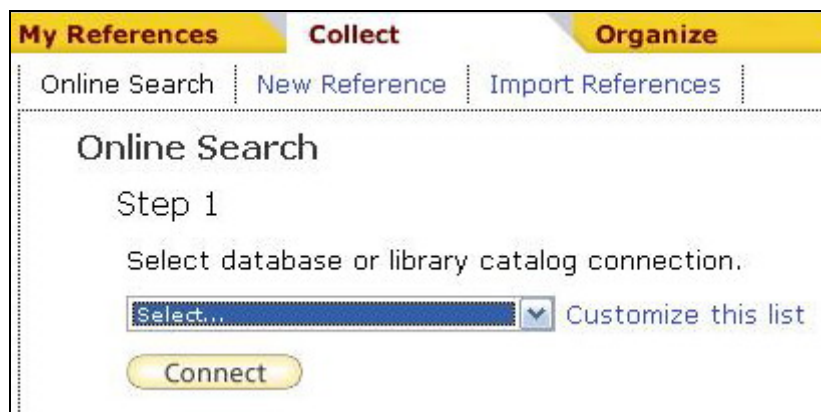 My References Collect Organize
Online Search New Reference Import References
Online Search
Step 1
Select database or library catalog connection.
Select... Customize this list
Connect